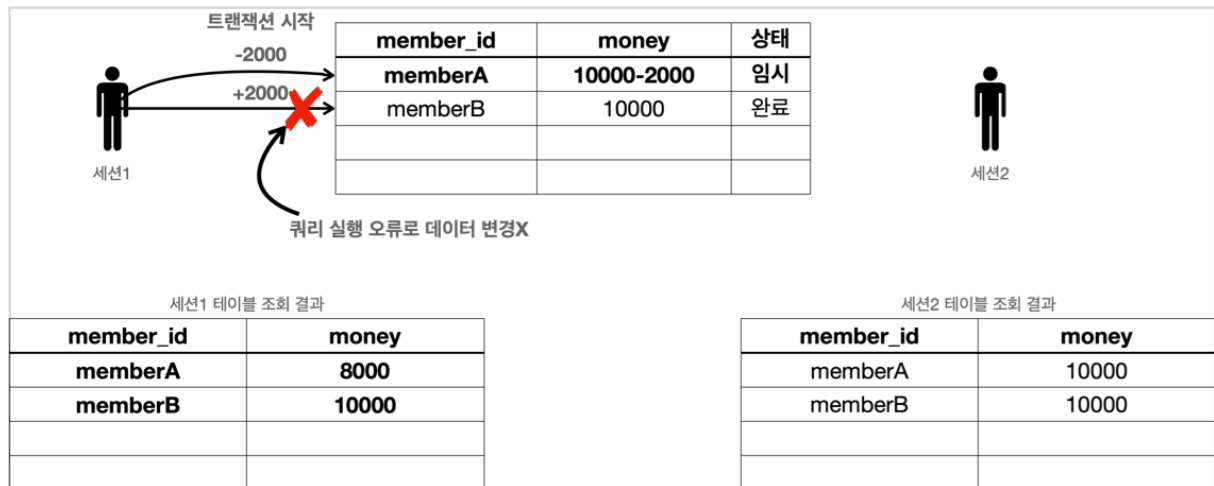 트랜잭션 시작
-2000
+2000
member_id money 상태
memberA 10000-2000 임시
memberB 10000 완료
세션1
세션2
쿼리 실행 오류로 데이터 변경X
세션1 테이블 조회 결과
member_id money
memberA 8000
memberB 10000
세션2 테이블 조회 결과
member_id money
memberA 10000
memberB 10000